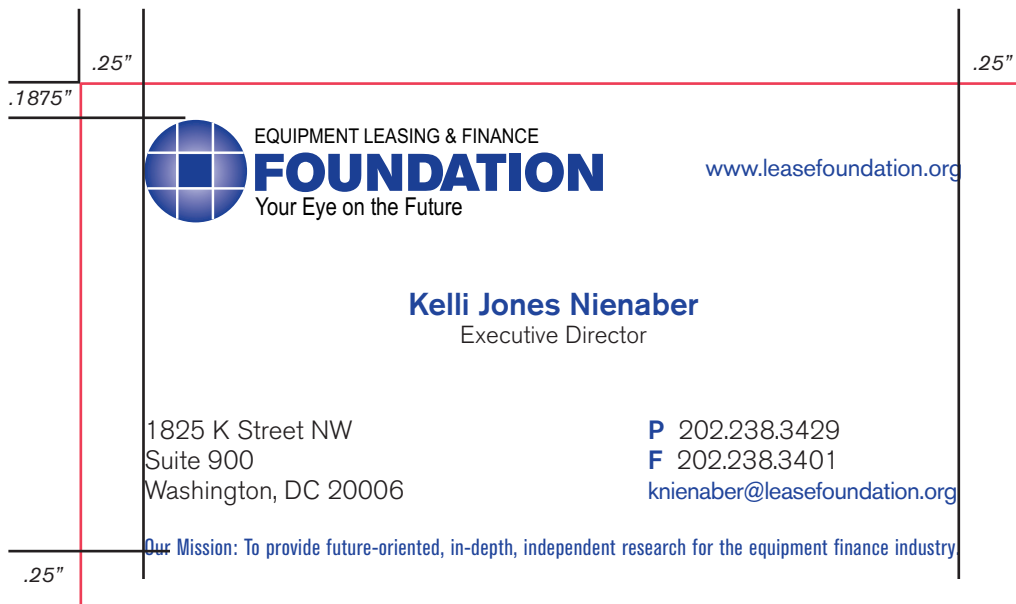 .25”
.25”
.1875”
EQUIPMENT LEASING & FINANCE
FOUNDATION
Your Eye on the Future
www.leasefoundation.org
Kelli Jones Nienaber
Executive Director
1825 K Street NW
Suite 900
Washington, DC 20006
P 202.238.3429
F 202.238.3401
knienaber@leasefoundation.org
Our Mission: To provide future-oriented, in-depth, independent research for the equipment finance industry.
.25”